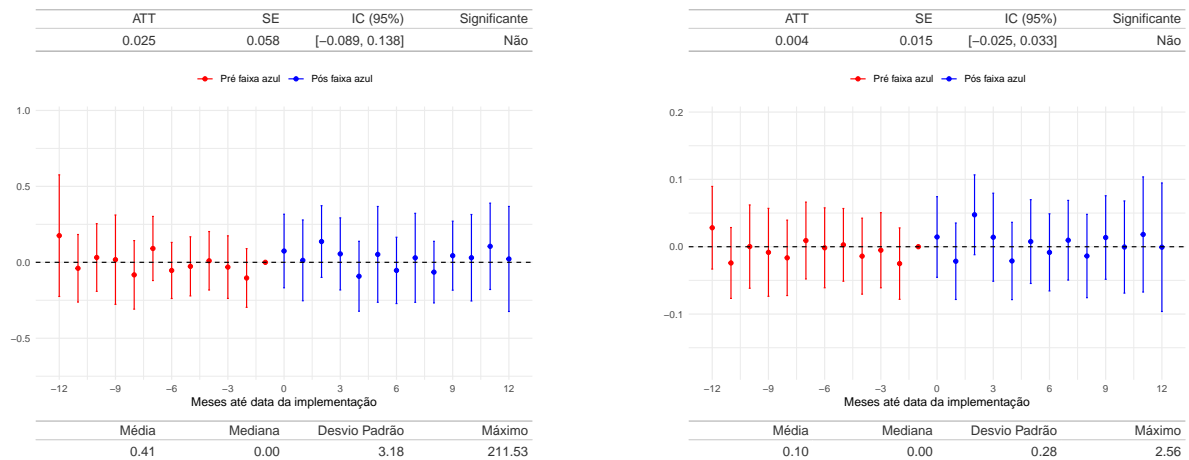 ATT SE IC (95%) Significante
0.025 0.058 [−0.089, 0.138] Não
Pré faixa azul Pós faixa azul
1.0
0.5
0.0
−0.5
−12 −9 −6 −3 0 3 6 9 12
Meses até data da implementação
Média Mediana Desvio Padrão Máximo
0.41 0.00 3.18 211.53
ATT SE IC (95%) Significante
0.004 0.015 [−0.025, 0.033] Não
Pré faixa azul Pós faixa azul
0.2
0.1
0.0
−0.1
−12 −9 −6 −3 0 3 6 9 12
Meses até data da implementação
Média Mediana Desvio Padrão Máximo
0.10 0.00 0.28 2.56